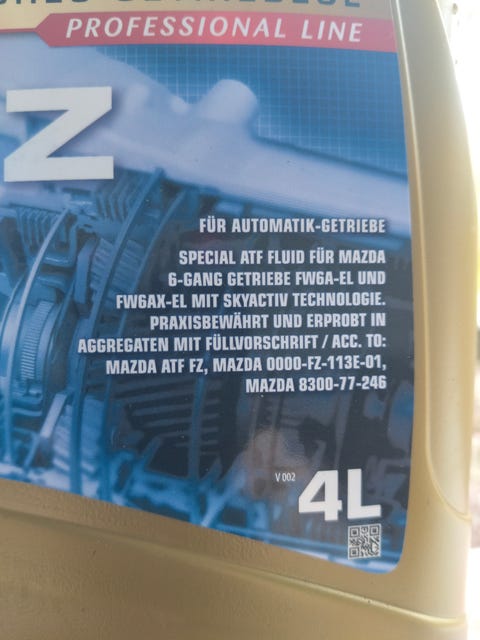 PROFESSIONAL LINE
Z
FÜR AUTOMATIK-GETRIEBE
SPECIAL ATF FLUID FÜR MAZDA
6-GANG GETRIEBE FW6A-EL UND
FW6AX-EL MIT SKYACTIV TECHNOLOGIE.
PRAXISBEWÄHRT UND ERPROBT IN
AGGREGATEN MIT FÜLLVORSCHRIFT / ACC. TO:
MAZDA ATF FZ, MAZDA 0000-FZ-113E-01,
MAZDA 8300-77-246
V 002
4L